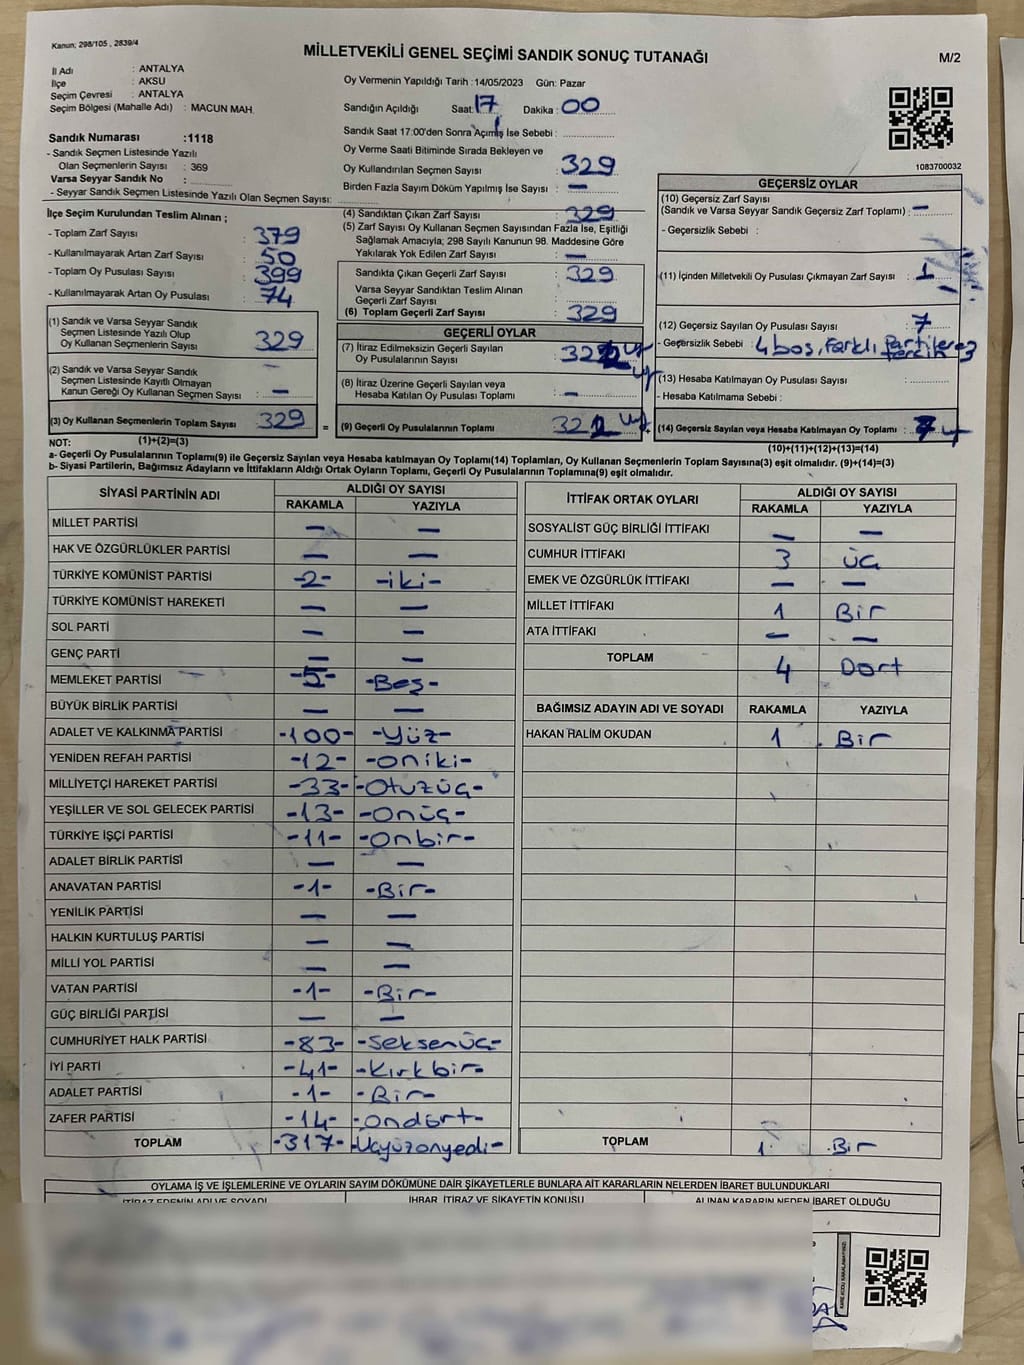 Kanun; 298/105 , 2839/4
MİLLETVEKİLİ GENEL SEÇİMİ SANDIK SONUÇ TUTANAĞI
M/2
İl Adı : ANTALYA
İlçe : AKSU
Seçim Çevresi : ANTALYA
Seçim Bölgesi (Mahalle Adı) : MACUN MAH.
Sandık Numarası :1118
- Sandık Seçmen Listesinde Yazılı
Olan Seçmenlerin Sayısı : 369
Varsa Seyyar Sandık No :
- Seyyar Sandık Seçmen Listesinde Yazılı Olan Seçmen Sayısı:
Oy Vermenin Yapıldığı Tarih :14/05/2023 Gün: Pazar
Sandığın Açıldığı Saat: 17 Dakika : 00
Sandık Saat 17:00'den Sonra Açımış İse Sebebi :
Oy Verme Saati Bitiminde Sırada Bekleyen ve
Oy Kullandırılan Seçmen Sayısı : 329
Birden Fazla Sayım Döküm Yapılmış İse Sayısı : —
1083700032
İlçe Seçim Kurulundan Teslim Alınan ;
- Toplam Zarf Sayısı : 379
- Kullanılmayarak Artan Zarf Sayısı : 50
- Toplam Oy Pusulası Sayısı : 399
- Kullanılmayarak Artan Oy Pusulası : 74
(1) Sandık ve Varsa Seyyar Sandık
Seçmen Listesinde Yazılı Olup
Oy Kullanan Seçmenlerin Sayısı : 329
(2) Sandık ve Varsa Seyyar Sandık
Seçmen Listesinde Kayıtlı Olmayan
Kanun Gereği Oy Kullanan Seçmen Sayısı : —
(3) Oy Kullanan Seçmenlerin Toplam Sayısı : 329
(4) Sandıktan Çıkan Zarf Sayısı : 329
(5) Zarf Sayısı Oy Kullanan Seçmen Sayısından Fazla İse, Eşitliği
Sağlamak Amacıyla; 298 Sayılı Kanunun 98. Maddesine Göre
Yakılarak Yok Edilen Zarf Sayısı : —
Sandıkta Çıkan Geçerli Zarf Sayısı : 329
Varsa Seyyar Sandıktan Teslim Alınan
Geçerli Zarf Sayısı :
(6) Toplam Geçerli Zarf Sayısı : 329
GEÇERLİ OYLAR
(7) İtiraz Edilmeksizin Geçerli Sayılan
Oy Pusulalarının Sayısı : 322
(8) İtiraz Üzerine Geçerli Sayılan veya
Hesaba Katılan Oy Pusulası Toplamı : —
= (9) Geçerli Oy Pusulalarının Toplamı : 322 +
GEÇERSİZ OYLAR
(10) Geçersiz Zarf Sayısı
(Sandık ve Varsa Seyyar Sandık Geçersiz Zarf Toplamı) : —
- Geçersizlik Sebebi :
(11) İçinden Milletvekili Oy Pusulası Çıkmayan Zarf Sayısı : 1
(12) Geçersiz Sayılan Oy Pusulası Sayısı : 7
- Geçersizlik Sebebi : 4 boş, farklı partilere 3
tercih
(13) Hesaba Katılmayan Oy Pusulası Sayısı :
- Hesaba Katılmama Sebebi :
(14) Geçersiz Sayılan veya Hesaba Katılmayan Oy Toplamı : 7
NOT: (1)+(2)=(3)
(10)+(11)+(12)+(13)=(14)
a- Geçerli Oy Pusulalarının Toplamı(9) ile Geçersiz Sayılan veya Hesaba katılmayan Oy Toplamı(14) Toplamları, Oy Kullanan Seçmenlerin Toplam Sayısına(3) eşit olmalıdır. (9)+(14)=(3)
b- Siyasi Partilerin, Bağımsız Adayların ve İttifakların Aldığı Ortak Oyların Toplamı, Geçerli Oy Pusulalarının Toplamına(9) eşit olmalıdır.
SİYASİ PARTİNİN ADI ALDIĞI OY SAYISI
RAKAMLA YAZIYLA
MİLLET PARTİSİ — —
HAK VE ÖZGÜRLÜKLER PARTİSİ — —
TÜRKİYE KOMÜNİST PARTİSİ -2- -iki-
TÜRKİYE KOMÜNİST HAREKETİ — —
SOL PARTİ — —
GENÇ PARTİ — —
MEMLEKET PARTİSİ -5- -Beş-
BÜYÜK BİRLİK PARTİSİ — —
ADALET VE KALKINMA PARTİSİ -100- -Yüz-
YENİDEN REFAH PARTİSİ -12- -oniki-
MİLLİYETÇİ HAREKET PARTİSİ -33- -Otuzüç-
YEŞİLLER VE SOL GELECEK PARTİSİ -13- -Onüç-
TÜRKİYE İŞÇİ PARTİSİ -11- -Onbir-
ADALET BİRLİK PARTİSİ — —
ANAVATAN PARTİSİ -1- -Bir-
YENİLİK PARTİSİ — —
HALKIN KURTULUŞ PARTİSİ — —
MİLLİ YOL PARTİSİ — —
VATAN PARTİSİ -1- -Bir-
GÜÇ BİRLİĞİ PARTİSİ — —
CUMHURİYET HALK PARTİSİ -83- -Seksenüç-
İYİ PARTİ -41- -Kırkbir-
ADALET PARTİSİ -1- -Bir-
ZAFER PARTİSİ -14- -ondört-
TOPLAM -317- -Üçyüzonyedi-
İTTİFAK ORTAK OYLARI ALDIĞI OY SAYISI
RAKAMLA YAZIYLA
SOSYALİST GÜÇ BİRLİĞİ İTTİFAKI — —
CUMHUR İTTİFAKI 3 üç
EMEK VE ÖZGÜRLÜK İTTİFAKI — —
MİLLET İTTİFAKI 1 Bir
ATA İTTİFAKI — —
TOPLAM 4 Dört
BAĞIMSIZ ADAYIN ADI VE SOYADI RAKAMLA YAZIYLA
HAKAN RALİM OKUDAN 1 Bir
TOPLAM 1 Bir
OYLAMA İŞ VE İŞLEMLERİNE VE OYLARIN SAYIM DÖKÜMÜNE DAİR ŞİKAYETLERLE BUNLARA AİT KARARLARIN NELERDEN İBARET BULUNDUKLARI
İTİRAZ EDENİN ADI VE SOYADI İHBAR, İTİRAZ VE ŞİKAYETİN KONUSU ALINAN KARARIN NEDEN İBARET OLDUĞU